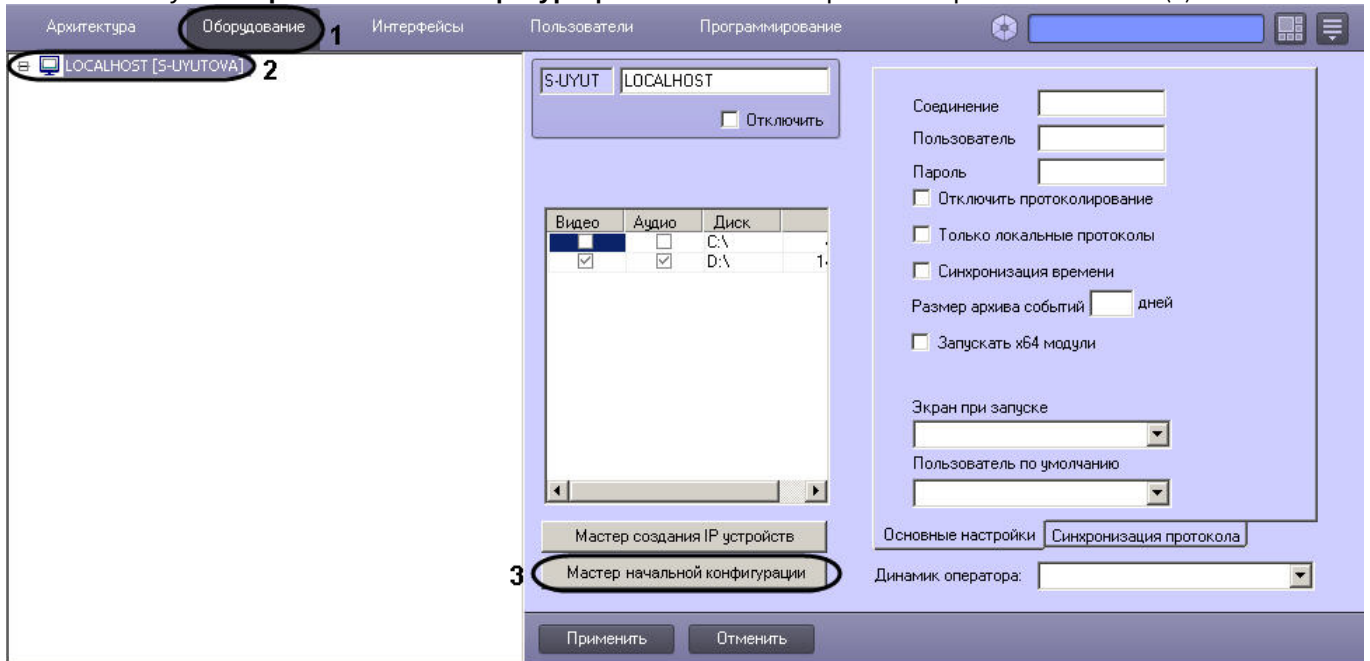 Архитектура Оборудование 1 Интерфейсы Пользователи Программирование
LOCALHOST [S-UYUTOVA] 2
S-UYUT LOCALHOST
Отключить
Видео Аудио Диск
C:\
D:\ 1
Мастер создания IP устройств
3 Мастер начальной конфигурации
Соединение
Пользователь
Пароль
Отключить протоколирование
Только локальные протоколы
Синхронизация времени
Размер архива событий дней
Запускать x64 модули
Экран при запуске
Пользователь по умолчанию
Основные настройки Синхронизация протокола
Динамик оператора:
Применить Отменить